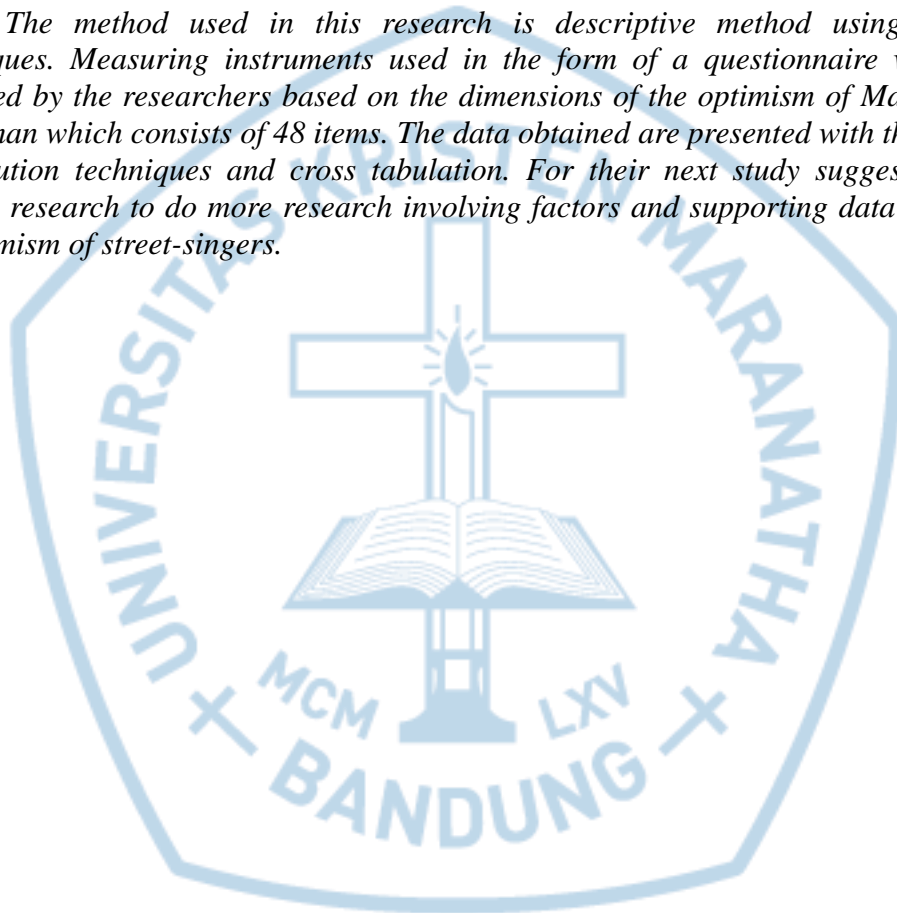 The method used in this research is descriptive method using
ques. Measuring instruments used in the form of a questionnaire
ed by the researchers based on the dimensions of the optimism of Ma
nan which consists of 48 items. The data obtained are presented with th
ution techniques and cross tabulation. For their next study sugges
research to do more research involving factors and supporting data
mism of street-singers.
UNIVERSITAS KRISTEN MARANATHA
MCM LXV
BANDUNG